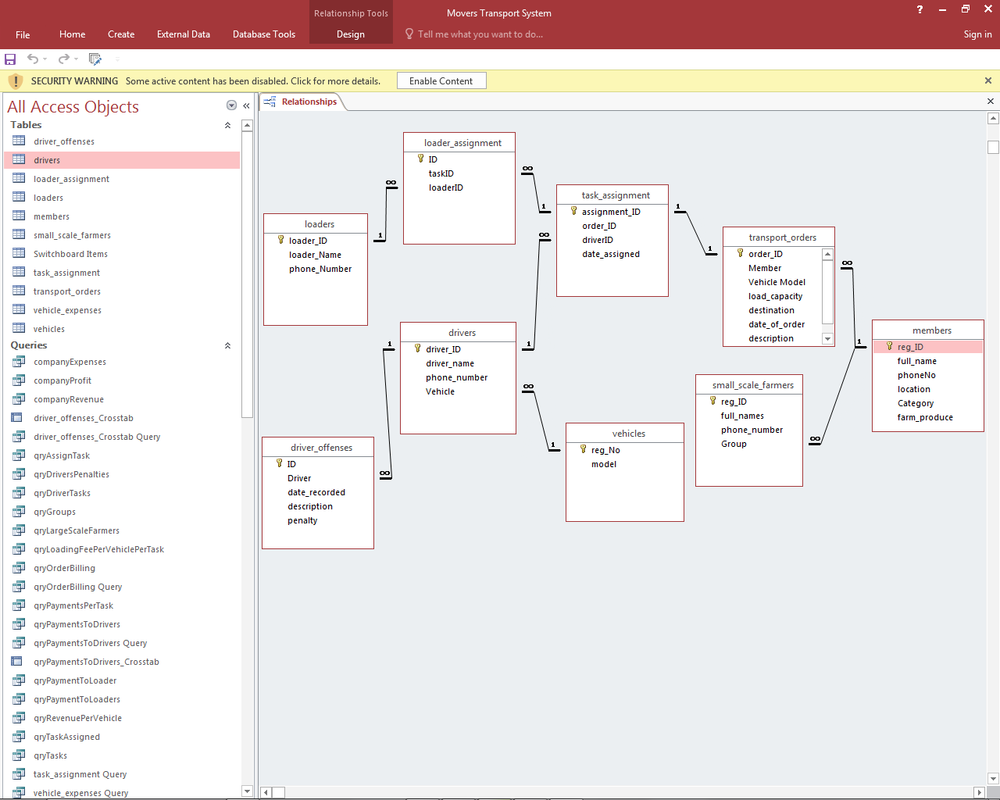 Relationship Tools
Movers Transport System
?
File
Home
Create
External Data
Database Tools
Design
Tell me what you want to do...
Sign in
SECURITY WARNING Some active content has been disabled. Click for more details.
Enable Content
All Access Objects
Tables
driver_offenses
drivers
loader_assignment
loaders
members
small_scale_farmers
Switchboard Items
task_assignment
transport_orders
vehicle_expenses
vehicles
Queries
companyExpenses
companyProfit
companyRevenue
driver_offenses_Crosstab
driver_offenses_Crosstab Query
qryAssignTask
qryDriversPenalties
qryDriverTasks
qryGroups
qryLargeScaleFarmers
qryLoadingFeePerVehiclePerTask
qryOrderBilling
qryOrderBilling Query
qryPaymentsPerTask
qryPaymentsToDrivers
qryPaymentsToDrivers Query
qryPaymentsToDrivers_Crosstab
qryPaymentToLoader
qryPaymentToLoaders
qryRevenuePerVehicle
qryTaskAssigned
qryTasks
task_assignment Query
vehicle_expenses Query
Relationships
loader_assignment
ID
taskID
loaderID
∞
∞
1
loaders
loader_ID
loader_Name
phone_Number
1
task_assignment
assignment_ID
order_ID
driverID
date_assigned
∞
1
1
transport_orders
order_ID
Member
Vehicle Model
load_capacity
destination
date_of_order
description
∞
1
members
reg_ID
full_name
phoneNo
location
Category
farm_produce
drivers
driver_ID
driver_name
phone_number
Vehicle
1
1
∞
small_scale_farmers
reg_ID
full_names
phone_number
Group
∞
vehicles
reg_No
model
1
driver_offenses
ID
Driver
date_recorded
description
penalty
∞